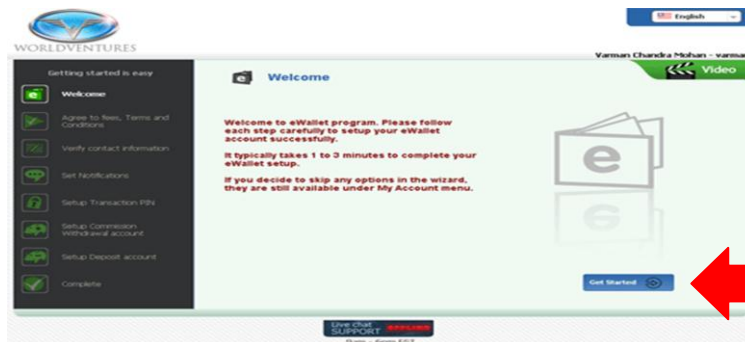 English
WORLDVENTURES
Varman Chandra Mohan - varman
Getting started is easy
Welcome
Agree to fees, Terms and
Conditions
Verify contact information
Set Notifications
Setup Transaction PIN
Setup Commission
Withdrawal account
Setup Deposit account
Complete
Welcome
Video
Welcome to eWallet program. Please follow
each step carefully to setup your eWallet
account successfully.
It typically takes 1 to 3 minutes to complete your
eWallet setup.
If you decide to skip any options in the wizard,
they are still available under My Account menu.
e
Get Started
Live chat
SUPPORT OFFLINE